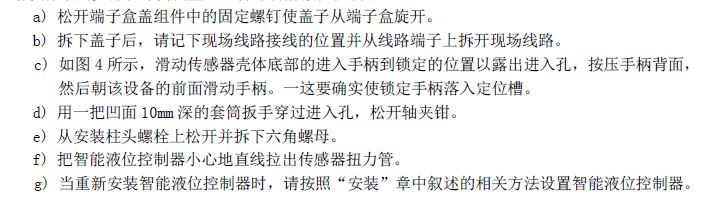 a) 松开端子盒盖组件中的固定螺钉使盖子从端子盒旋开。
b) 拆下盖子后，请记下现场线路接线的位置并从线路端子上拆开现场线路。
c) 如图 4 所示，滑动传感器壳体底部的进入手柄到锁定的位置以露出进入孔，按压手柄背面，
然后朝该设备的前面滑动手柄。一这要确实使锁定手柄落入定位槽。
d) 用一把凹面 10mm 深的套筒扳手穿过进入孔，松开轴夹钳。
e) 从安装柱头螺栓上松开并拆下六角螺母。
f) 把智能液位控制器小心地直线拉出传感器扭力管。
g) 当重新安装智能液位控制器时，请按照“安装”章中叙述的相关方法设置智能液位控制器。